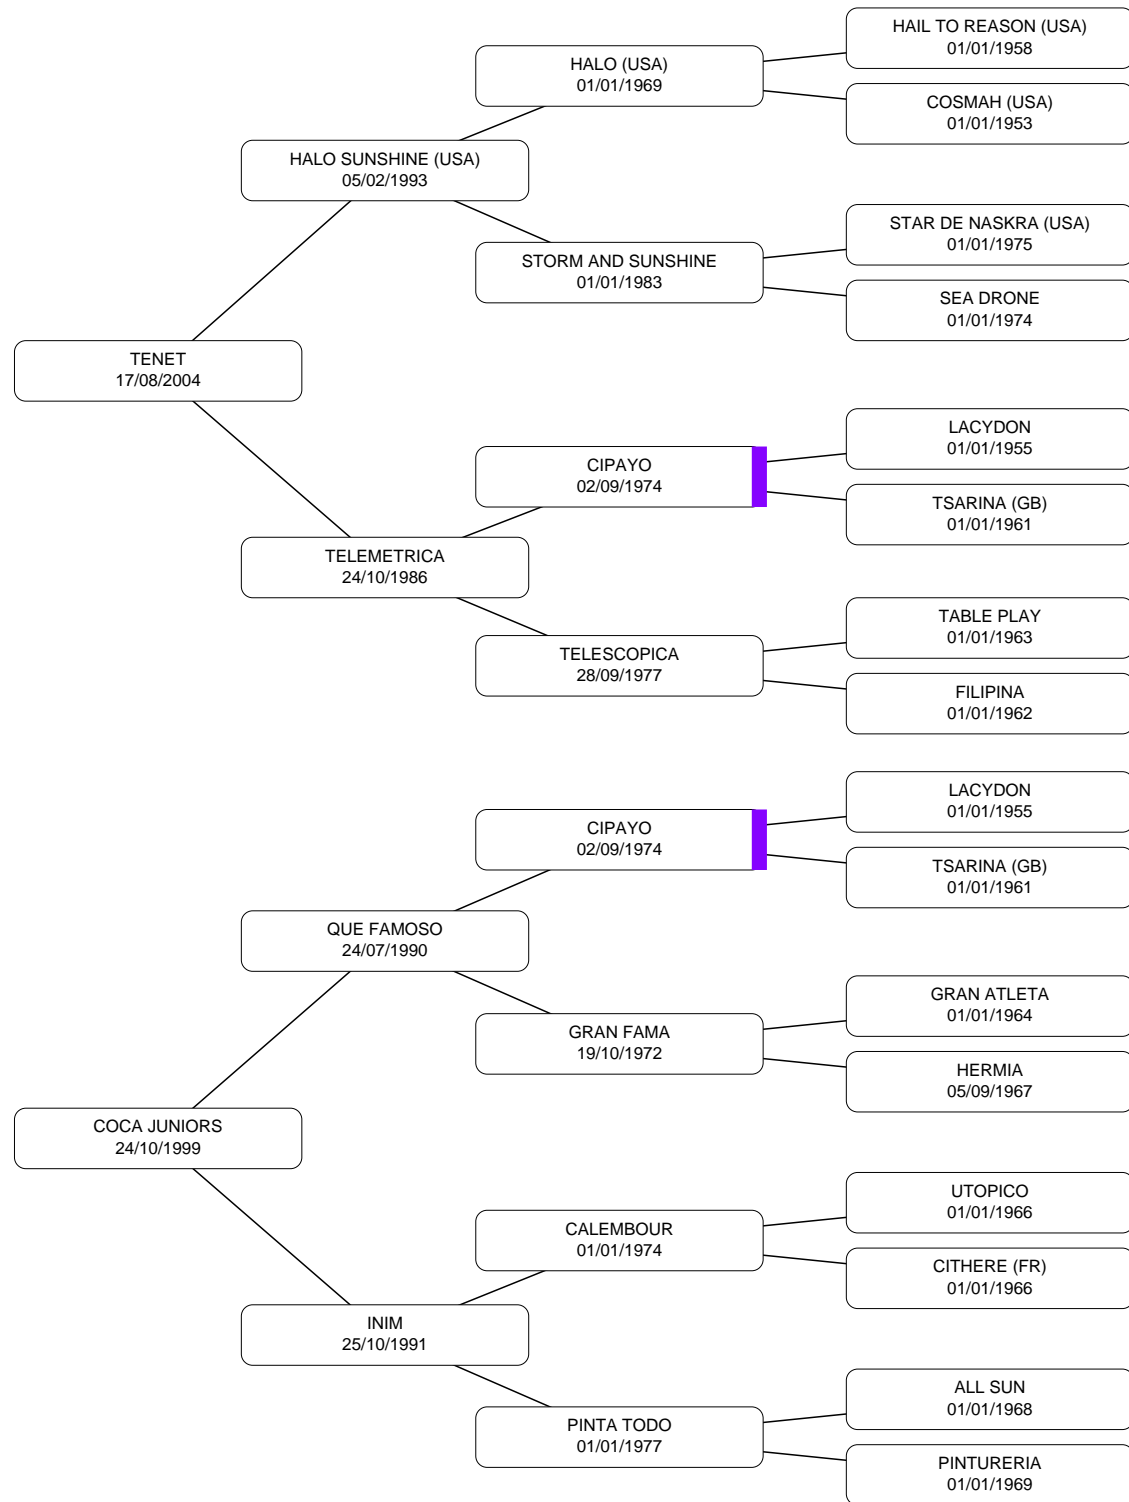 HAIL TO REASON (USA)
01/01/1958
HALO (USA)
01/01/1969
COSMAH (USA)
01/01/1953
HALO SUNSHINE (USA)
05/02/1993
STAR DE NASKRA (USA)
01/01/1975
STORM AND SUNSHINE
01/01/1983
SEA DRONE
01/01/1974
TENET
17/08/2004
LACYDON
01/01/1955
CIPAYO
02/09/1974
TSARINA (GB)
01/01/1961
TELEMETRICA
24/10/1986
TABLE PLAY
01/01/1963
TELESCOPICA
28/09/1977
FILIPINA
01/01/1962
LACYDON
01/01/1955
CIPAYO
02/09/1974
TSARINA (GB)
01/01/1961
QUE FAMOSO
24/07/1990
GRAN ATLETA
01/01/1964
GRAN FAMA
19/10/1972
HERMIA
05/09/1967
COCA JUNIORS
24/10/1999
UTOPICO
01/01/1966
CALEMBOUR
01/01/1974
CITHERE (FR)
01/01/1966
INIM
25/10/1991
ALL SUN
01/01/1968
PINTA TODO
01/01/1977
PINTURERIA
01/01/1969